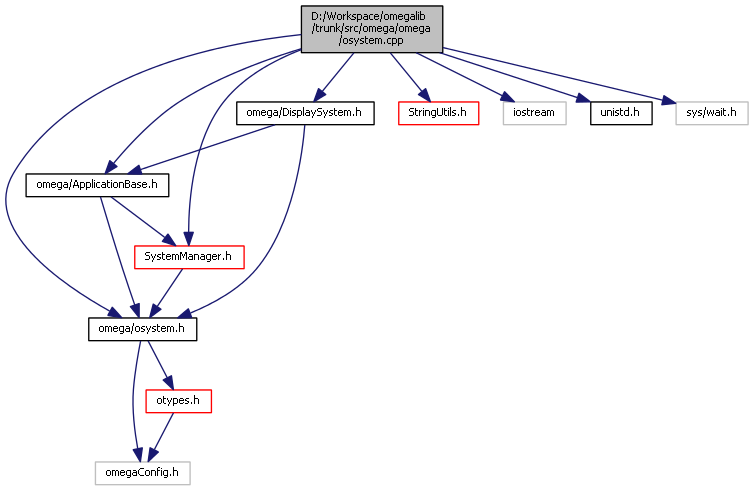 D:/Workspace/omegalib
/trunk/src/omega/omega
/osystem.cpp
omega/DisplaySystem.h
StringUtils.h
iostream
unistd.h
sys/wait.h
omega/ApplicationBase.h
SystemManager.h
omega/osystem.h
otypes.h
omegaConfig.h